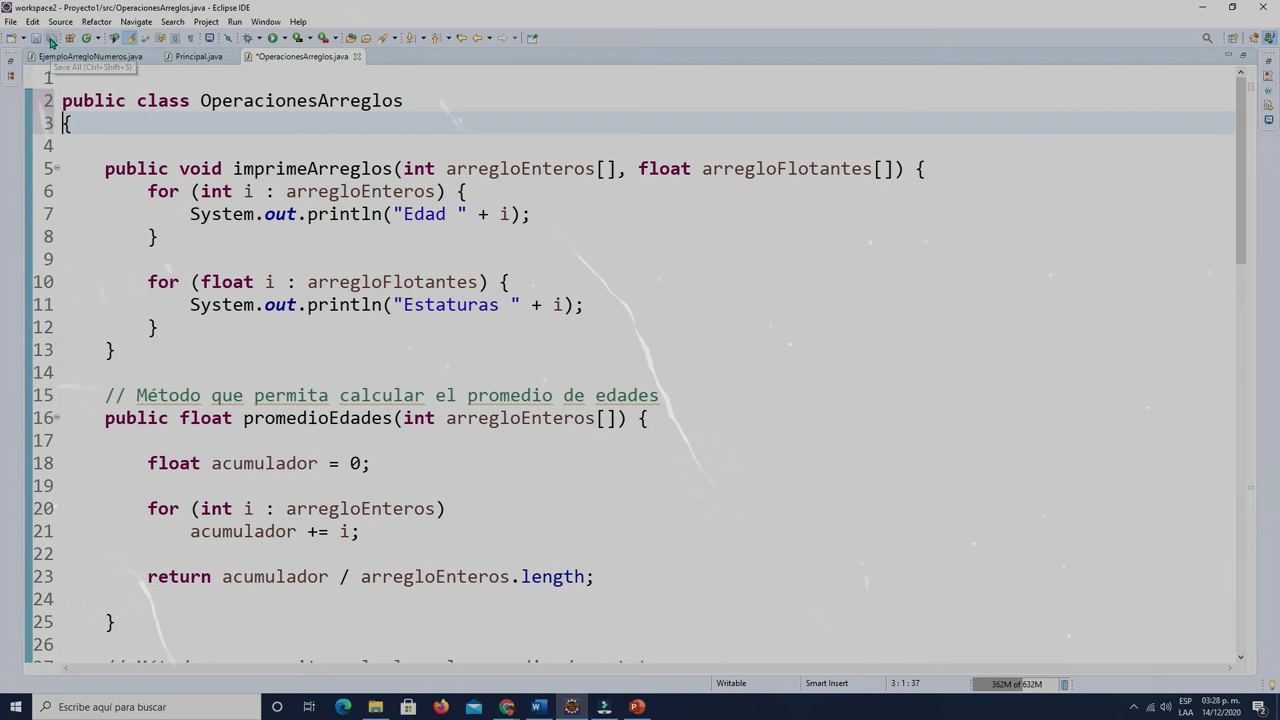 workspace2 - Proyecto1/src/OperacionesArreglos.java - Eclipse IDE
File Edit Source Refactor Navigate Search Project Run Window Help
EjemploArregloNumeros.java Principal.java *OperacionesArreglos.java
Save All (Ctrl+Shift+S)
1
2 public class OperacionesArreglos
3 {
4
5 public void imprimeArreglos(int arregloEnteros[], float arregloFlotantes[]) {
6 for (int i : arregloEnteros) {
7 System.out.println("Edad " + i);
8 }
9
10 for (float i : arregloFlotantes) {
11 System.out.println("Estaturas " + i);
12 }
13 }
14
15 // Método que permita calcular el promedio de edades
16 public float promedioEdades(int arregloEnteros[]) {
17
18 float acumulador = 0;
19
20 for (int i : arregloEnteros)
21 acumulador += i;
22
23 return acumulador / arregloEnteros.length;
24
25 }
26
Writable Smart Insert 3 : 1 : 37 362M of 632M
Escribe aquí para buscar
ESP 03:28 p. m.
LAA 14/12/2020
2